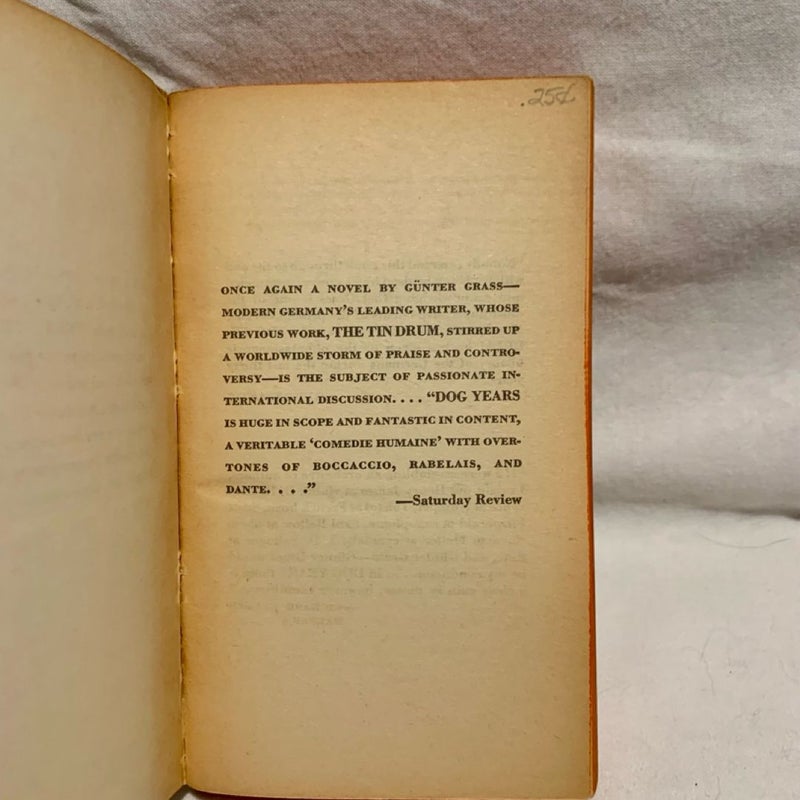 .25¢
ONCE AGAIN A NOVEL BY GÜNTER GRASS—
MODERN GERMANY'S LEADING WRITER, WHOSE
PREVIOUS WORK, THE TIN DRUM, STIRRED UP
A WORLDWIDE STORM OF PRAISE AND CONTRO-
VERSY—IS THE SUBJECT OF PASSIONATE IN-
TERNATIONAL DISCUSSION.... "DOG YEARS
IS HUGE IN SCOPE AND FANTASTIC IN CONTENT,
A VERITABLE 'COMEDIE HUMAINE' WITH OVER-
TONES OF BOCCACCIO, RABELAIS, AND
DANTE. . . ."
—Saturday Review